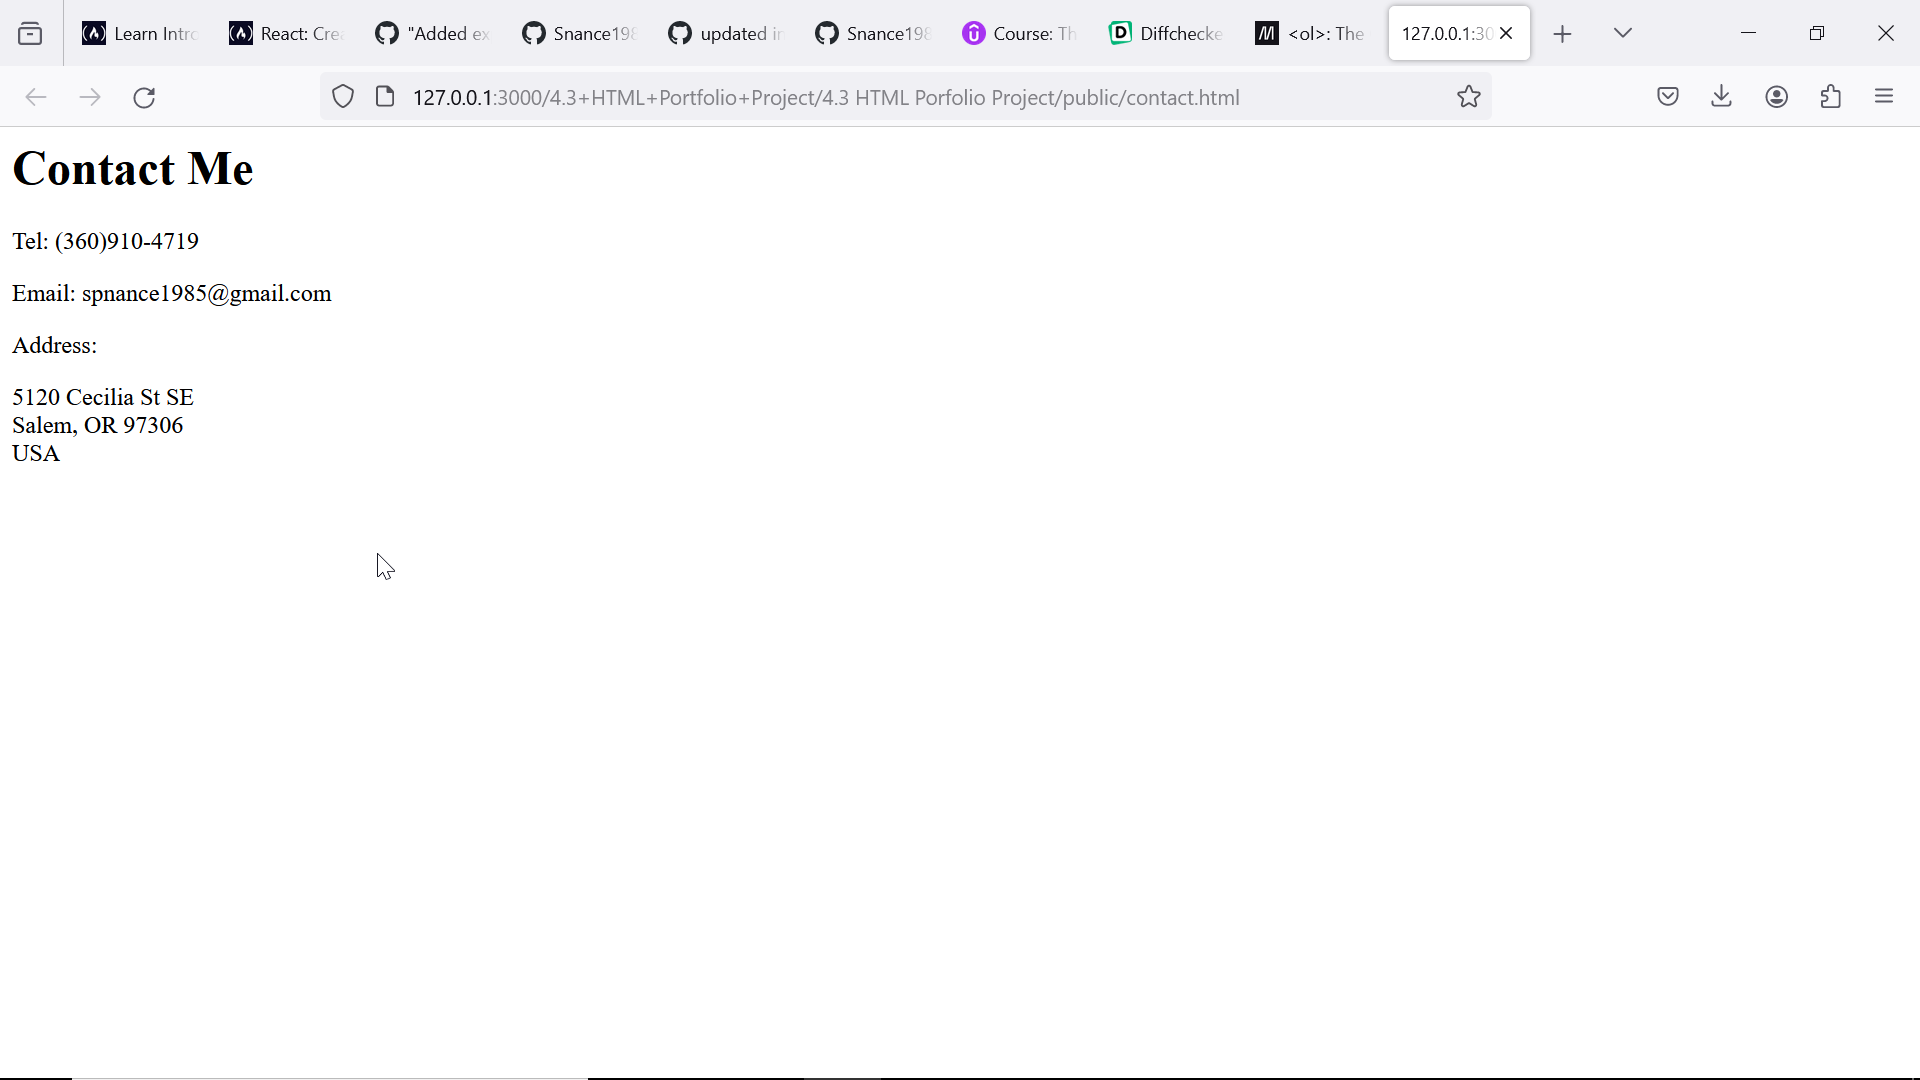 Learn Intro
React: Cre
"Added ex
Snance198
updated in
Snance198
Course: Th
Diffchecke
<ol>: The
127.0.0.1:30
127.0.0.1:3000/4.3+HTML+Portfolio+Project/4.3 HTML Porfolio Project/public/contact.html
Contact Me
Tel: (360)910-4719
Email: spnance1985@gmail.com
Address:
5120 Cecilia St SE
Salem, OR 97306
USA